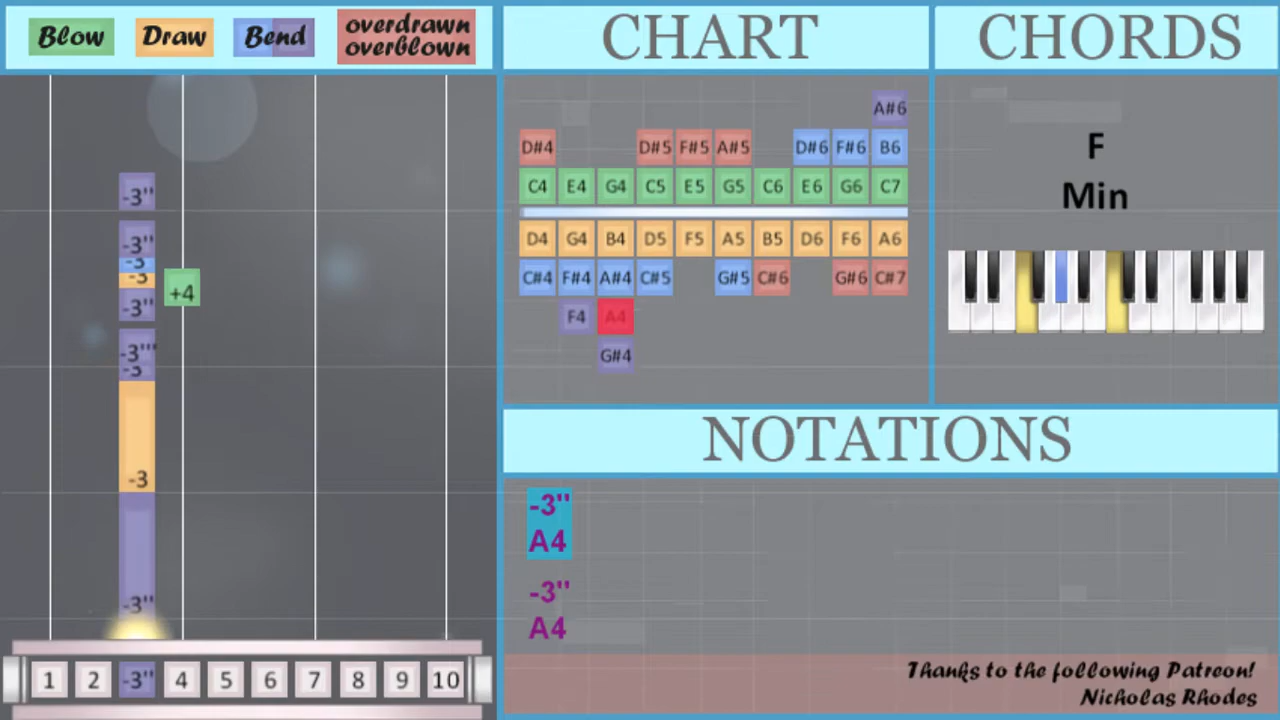 Blow Draw Bend overdrawn
overblown
CHART
CHORDS
A#6
D#4 D#5 F#5 A#5 D#6 F#6 B6
C4 E4 G4 C5 E5 G5 C6 E6 G6 C7
D4 G4 B4 D5 F5 A5 B5 D6 F6 A6
C#4 F#4 A#4 C#5 G#5 C#6 G#6 C#7
F4 A4
G#4
F
Min
-3''
-3''
-3
-3
+4
-3''
-3'''
-3
-3
-3''
1 2 -3'' 4 5 6 7 8 9 10
NOTATIONS
-3''
A4
-3''
A4
Thanks to the following Patreon!
Nicholas Rhodes